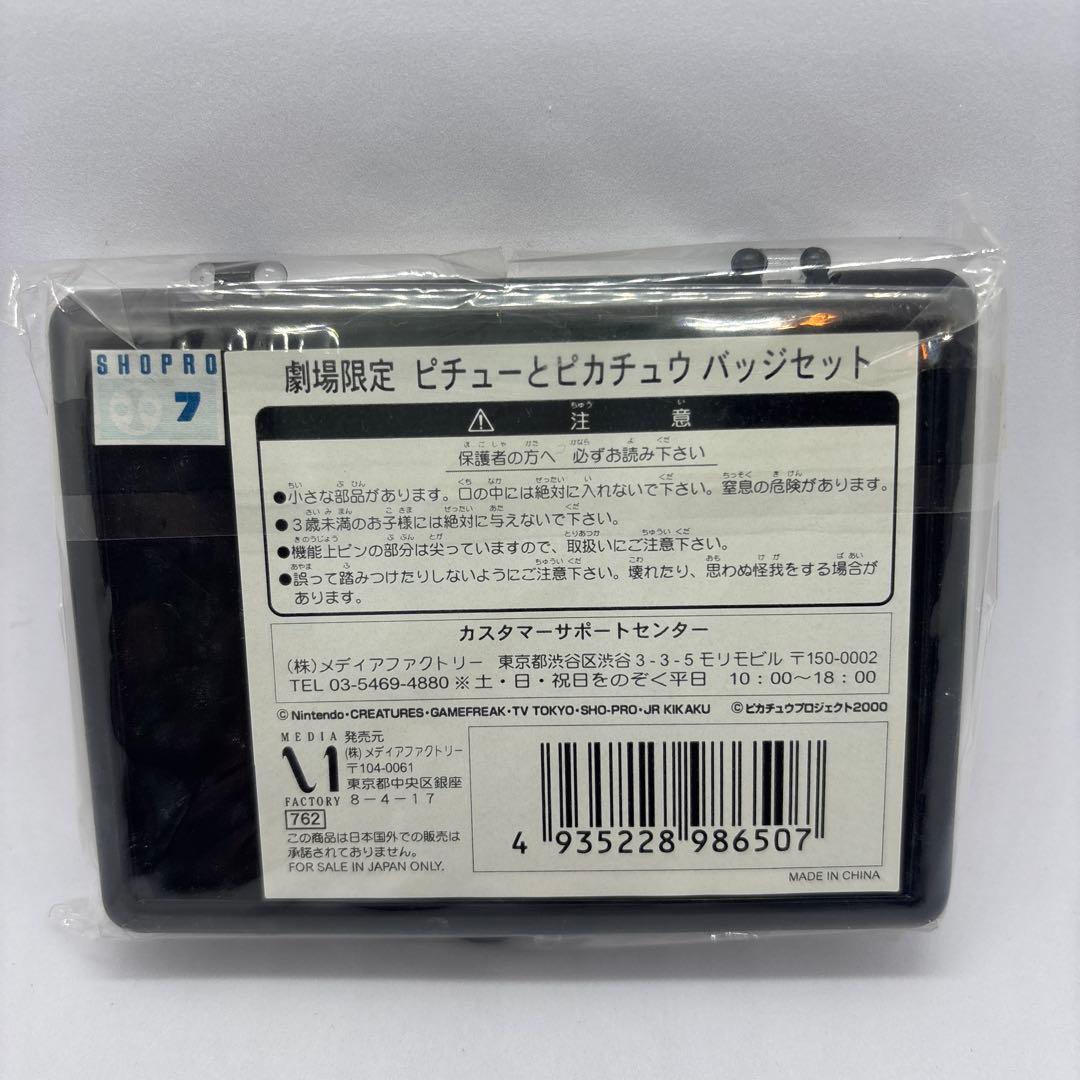 SHOPRO
7
劇場限定 ピチューとピカチュウ バッジセット
⚠ 注意
保護者の方へ 必ずお読み下さい
●小さな部品があります。口の中には絶対に入れないで下さい。窒息の危険があります。
●3歳未満のお子様には絶対に与えないで下さい。
●機能上ピンの部分は尖っていますので、取扱いにご注意下さい。
●誤って踏みつけたりしないようにご注意下さい。壊れたり、思わぬ怪我をする場合が
あります。
カスタマーサポートセンター
(株)メディアファクトリー 東京都渋谷区渋谷3-3-5モリモビル 〒150-0002
TEL 03-5469-4880 ※土・日・祝日をのぞく平日 10:00〜18:00
©Nintendo・CREATURES・GAMEFREAK・TV TOKYO・SHO-PRO・JR KIKAKU ©ピカチュウプロジェクト2000
MEDIA FACTORY
発売元
(株)メディアファクトリー
〒104-0061
東京都中央区銀座
8-4-17
762
この商品は日本国外での販売は
承諾されておりません。
FOR SALE IN JAPAN ONLY.
4 935228 986507
MADE IN CHINA